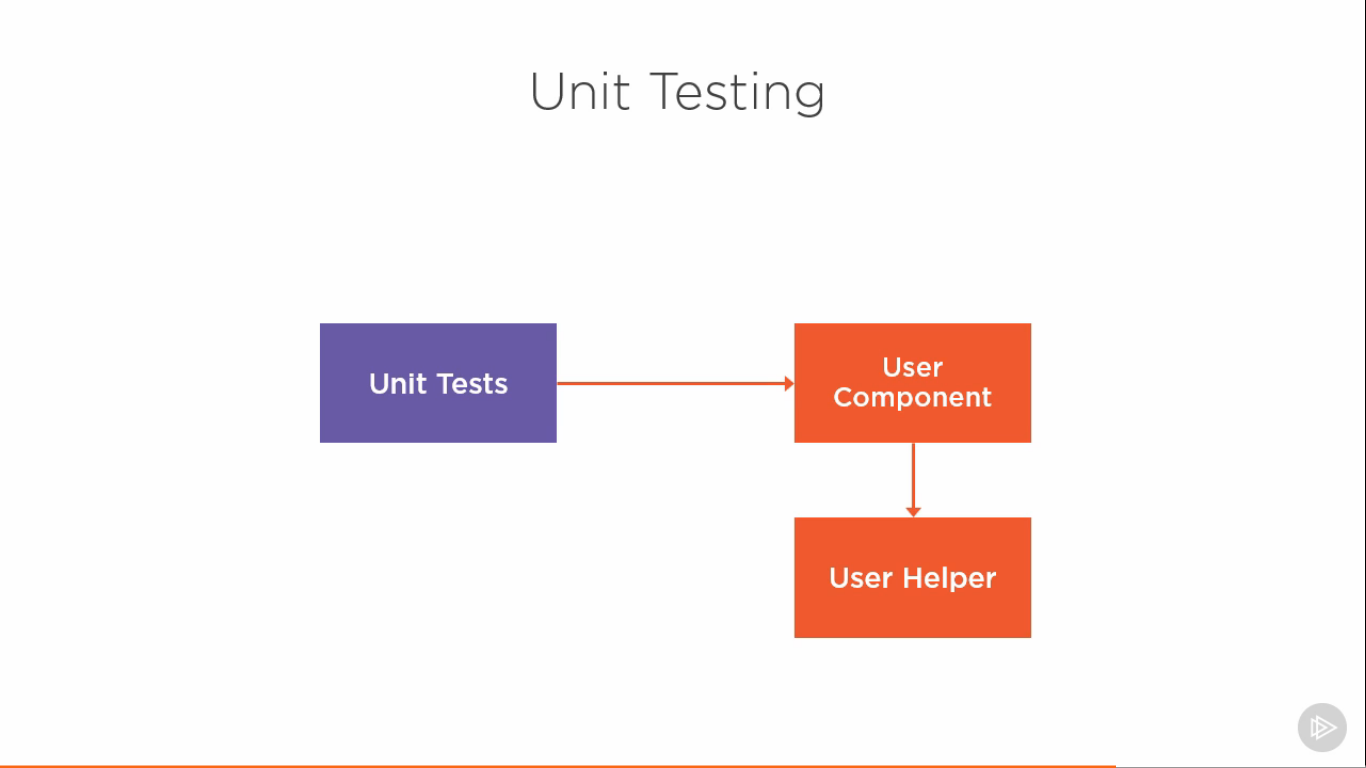 Unit Testing
Unit Tests
User
Component
User Helper